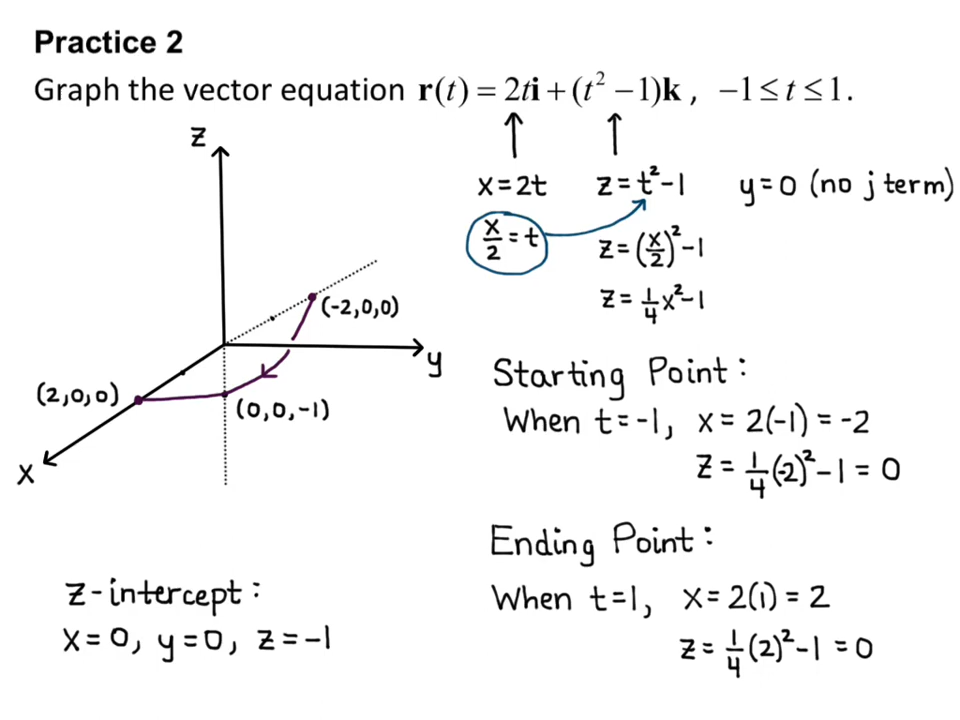 Practice 2
Graph the vector equation r(t) = 2ti + (t² − 1)k, −1 ≤ t ≤ 1.
z
x = 2t z = t² − 1 y = 0 (no j term)
x/2 = t z = (x/2)² − 1
z = 1/4 x² − 1
(-2,0,0)
y
(2,0,0)
(0,0,-1)
x
Starting Point:
When t = -1, x = 2(-1) = -2
z = 1/4 (-2)² − 1 = 0
Ending Point:
When t = 1, x = 2(1) = 2
z = 1/4 (2)² − 1 = 0
z-intercept:
x = 0, y = 0, z = -1